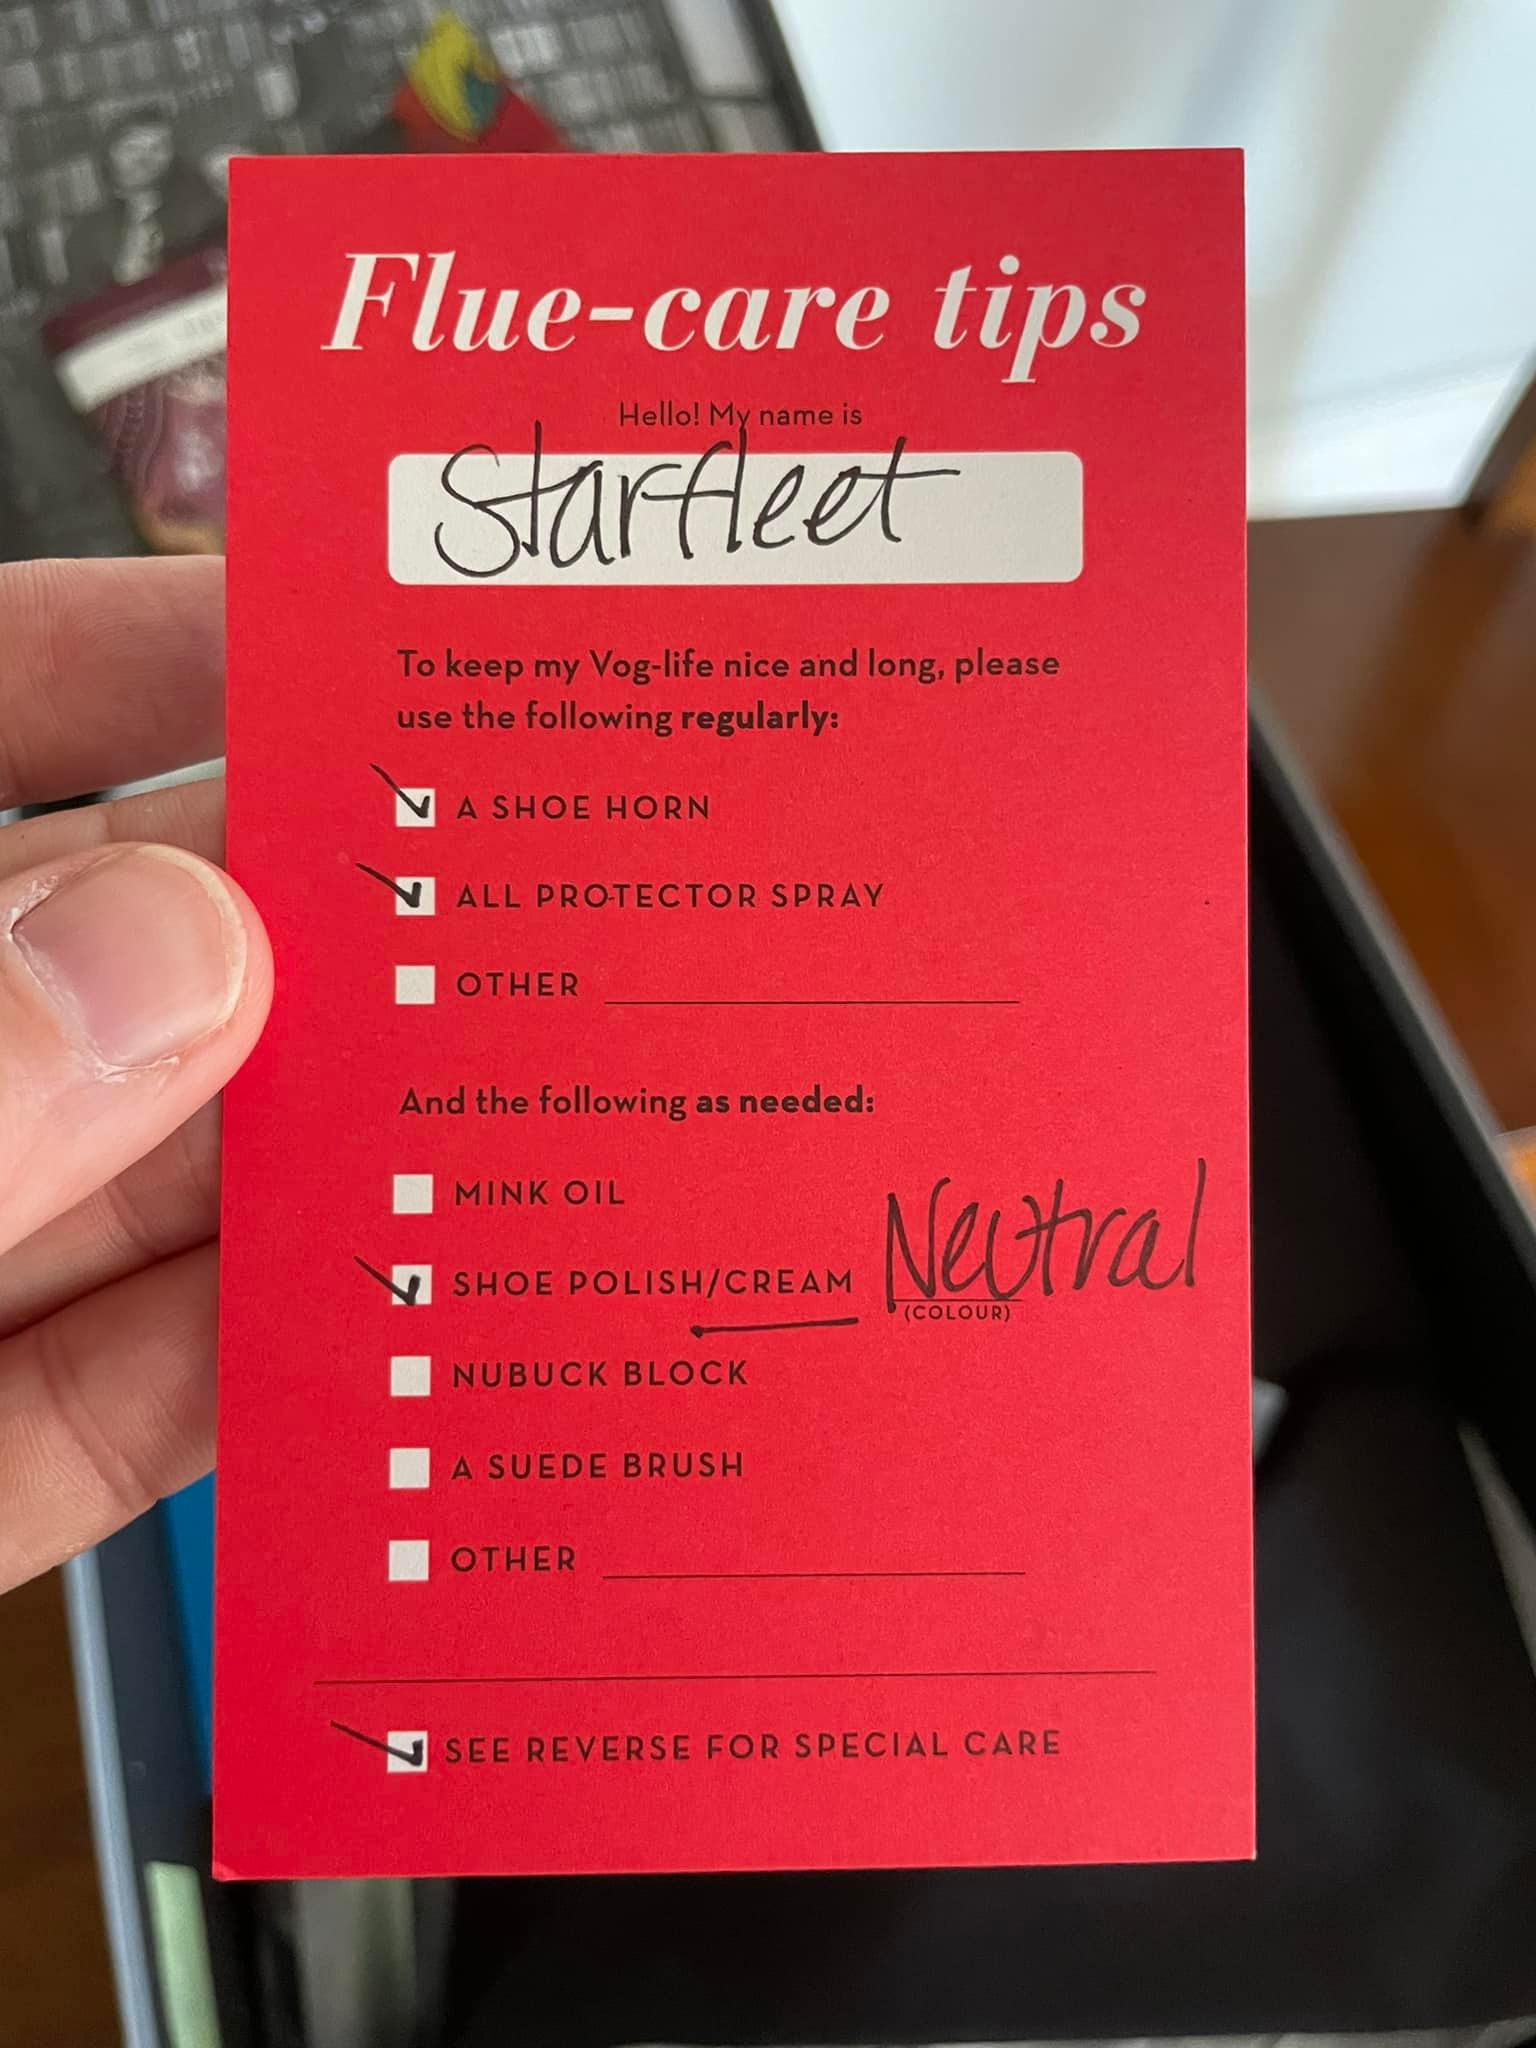 Flue-care tips
Hello! My name is
Starfleet
To keep my Vog-life nice and long, please
use the following regularly:
A SHOE HORN
ALL PRO-TECTOR SPRAY
OTHER
And the following as needed:
MINK OIL
SHOE POLISH/CREAM Neutral
(COLOUR)
NUBUCK BLOCK
A SUEDE BRUSH
OTHER
SEE REVERSE FOR SPECIAL CARE